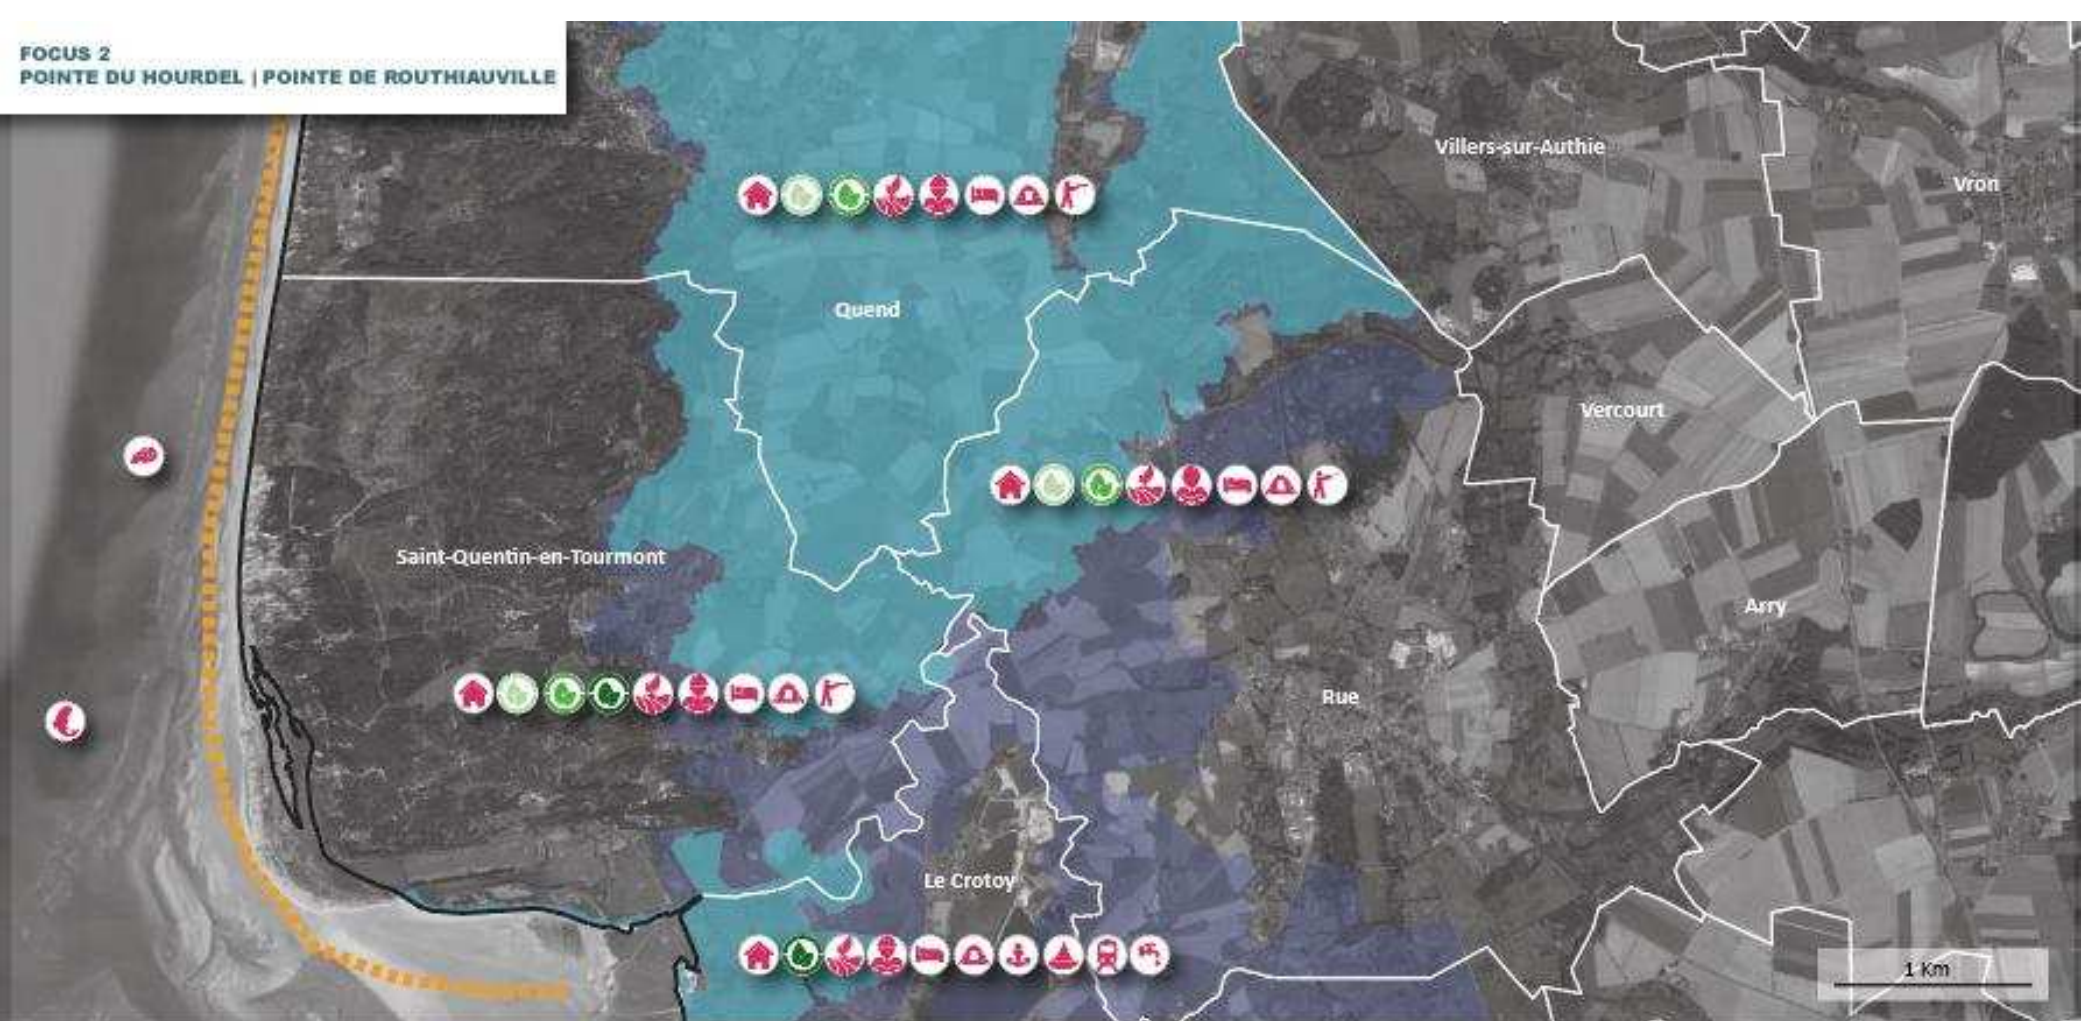 FOCUS 2
POINTE DU HOURDEL | POINTE DE ROUTHIAUVILLE
Villers-sur-Authie
Vron
Quend
Vercourt
Saint-Quentin-en-Tourmont
Arry
Rue
Le Crotoy
1 Km